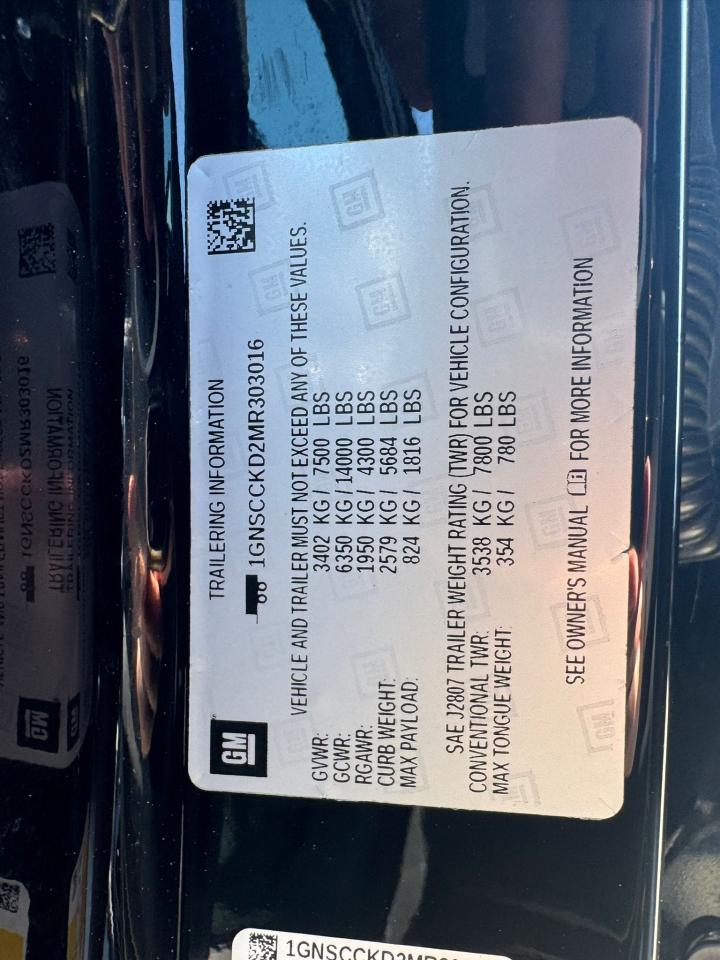 GM
TRAILERING INFORMATION
1GNSCCKD2MR303016
VEHICLE AND TRAILER MUST NOT EXCEED ANY OF THESE VALUES.
GVWR: 3402 KG / 7500 LBS
GCWR: 6350 KG / 14000 LBS
RGAWR: 1950 KG / 4300 LBS
CURB WEIGHT: 2579 KG / 5684 LBS
MAX PAYLOAD: 824 KG / 1816 LBS
SAE J2807 TRAILER WEIGHT RATING (TWR) FOR VEHICLE CONFIGURATION.
CONVENTIONAL TWR: 3538 KG / 7800 LBS
MAX TONGUE WEIGHT: 354 KG / 780 LBS
SEE OWNER'S MANUAL FOR MORE INFORMATION
1GNSCCKD2MR